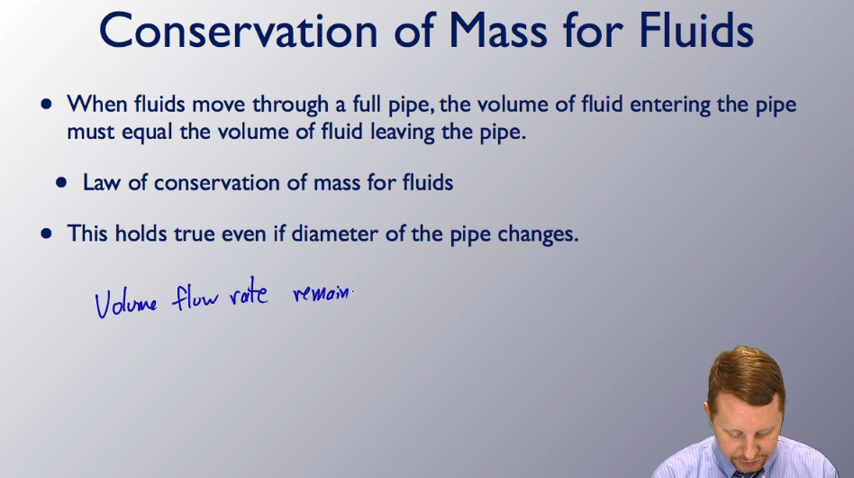 Conservation of Mass for Fluids
• When fluids move through a full pipe, the volume of fluid entering the pipe
must equal the volume of fluid leaving the pipe.
• Law of conservation of mass for fluids
• This holds true even if diameter of the pipe changes.
Volume flow rate remain